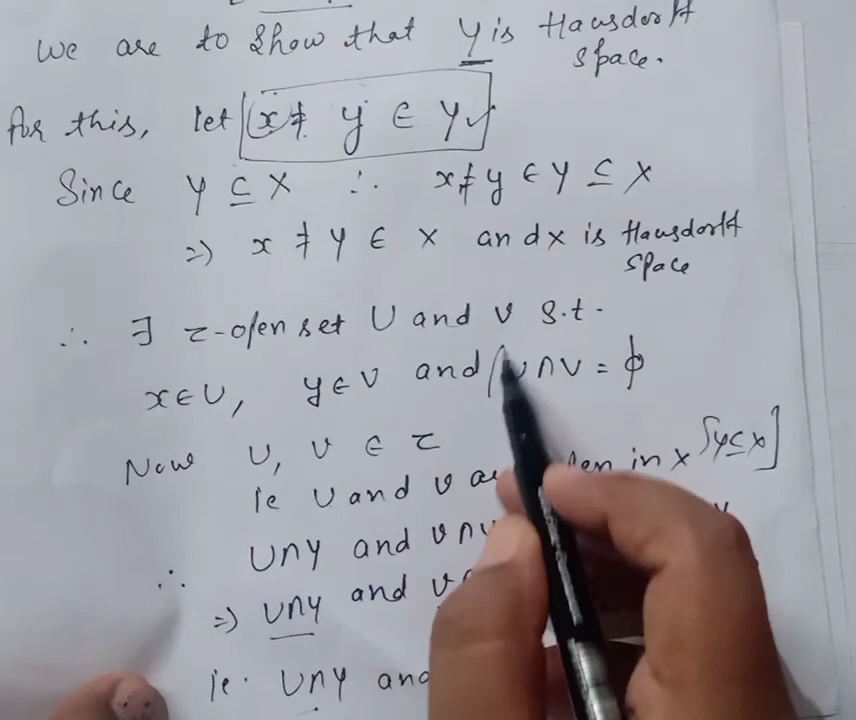 We are to show that Y is Hausdorff
space.
for this, let x ≠ y ∈ Y
Since Y ⊆ X ∴ x ≠ y ∈ Y ⊆ X
=> x ≠ y ∈ X and X is Hausdorff
space
∴ ∃ τ-open set U and V s.t.
x ∈ U, y ∈ V and U ∩ V = ϕ
Now U, V ∈ τ
ie U and V in X [Y ⊆ X]
∴ U∩Y and V∩Y
=> U∩Y and
ie. U∩Y and